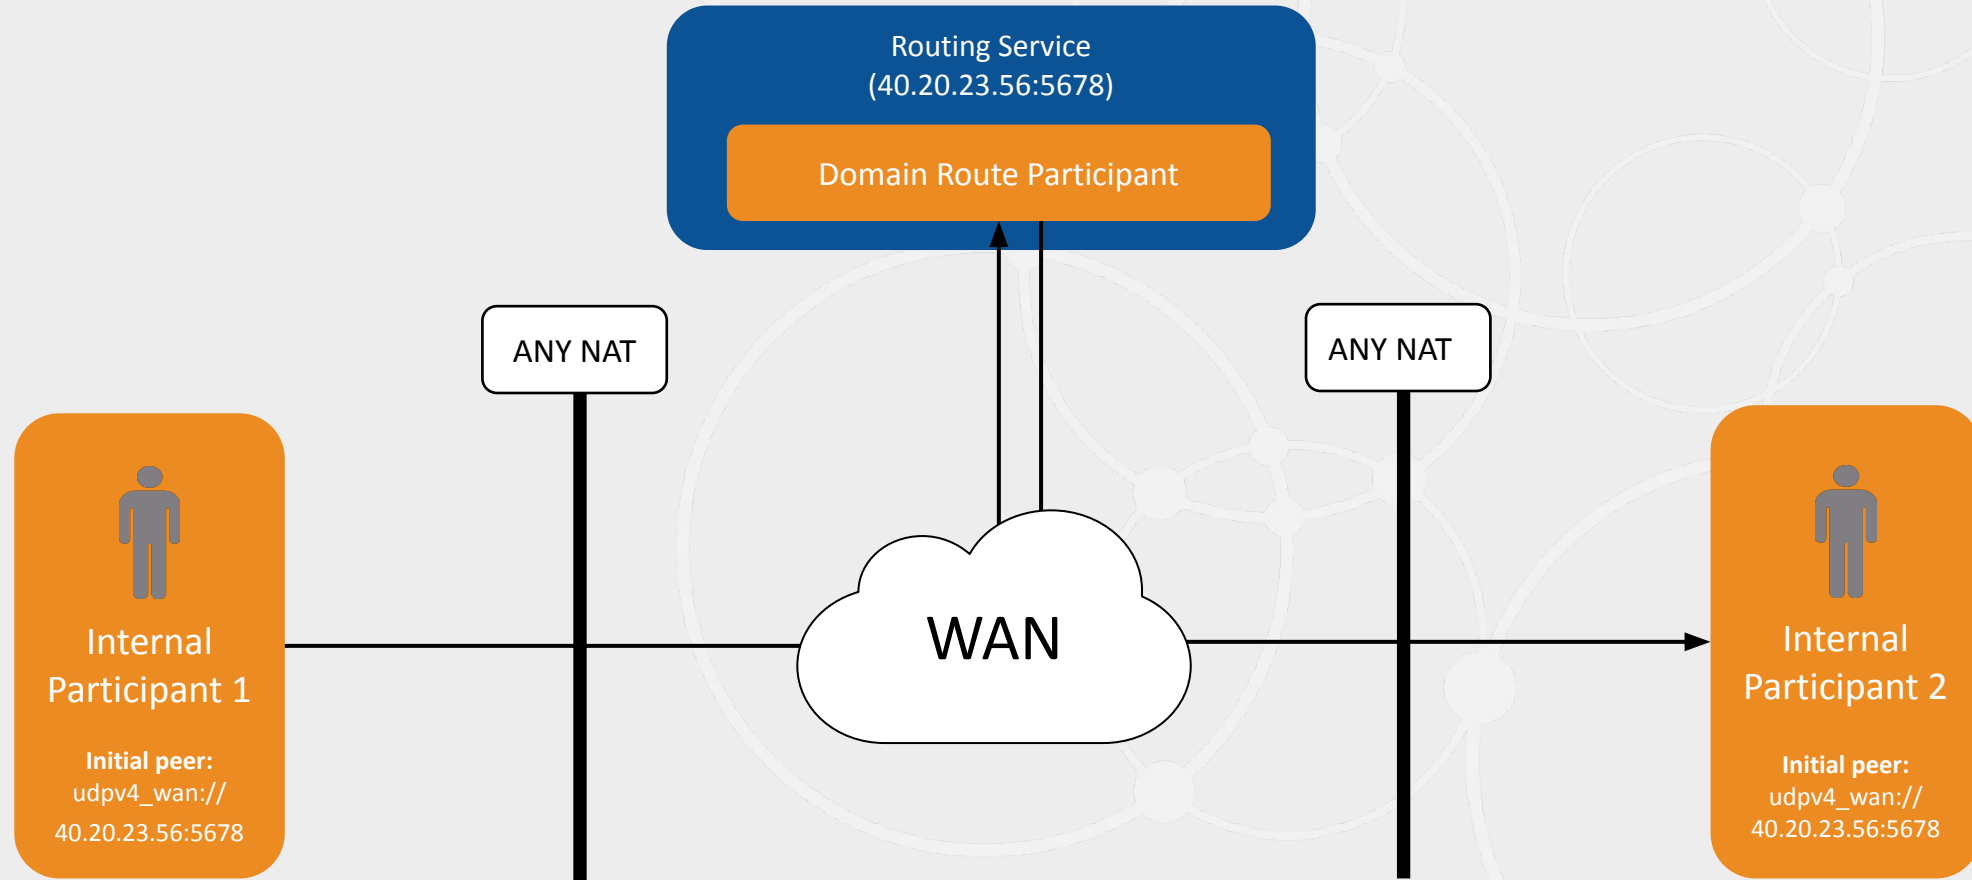 Routing Service
(40.20.23.56:5678)
Domain Route Participant
ANY NAT
ANY NAT
WAN
Internal
Participant 1
Initial peer:
udpv4_wan://
40.20.23.56:5678
Internal
Participant 2
Initial peer:
udpv4_wan://
40.20.23.56:5678